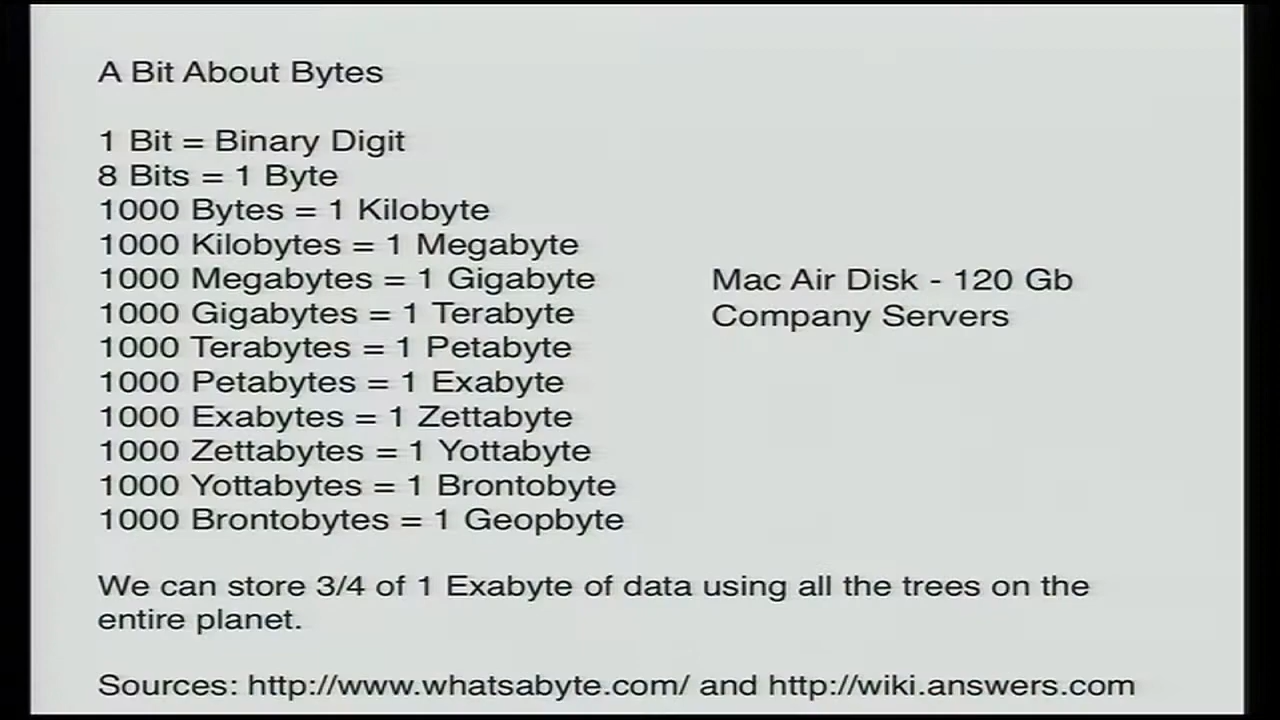 A Bit About Bytes
1 Bit = Binary Digit
8 Bits = 1 Byte
1000 Bytes = 1 Kilobyte
1000 Kilobytes = 1 Megabyte
1000 Megabytes = 1 Gigabyte
Mac Air Disk - 120 Gb
1000 Gigabytes = 1 Terabyte
Company Servers
1000 Terabytes = 1 Petabyte
1000 Petabytes = 1 Exabyte
1000 Exabytes = 1 Zettabyte
1000 Zettabytes = 1 Yottabyte
1000 Yottabytes = 1 Brontobyte
1000 Brontobytes = 1 Geopbyte
We can store 3/4 of 1 Exabyte of data using all the trees on the
entire planet.
Sources: http://www.whatsabyte.com/ and http://wiki.answers.com